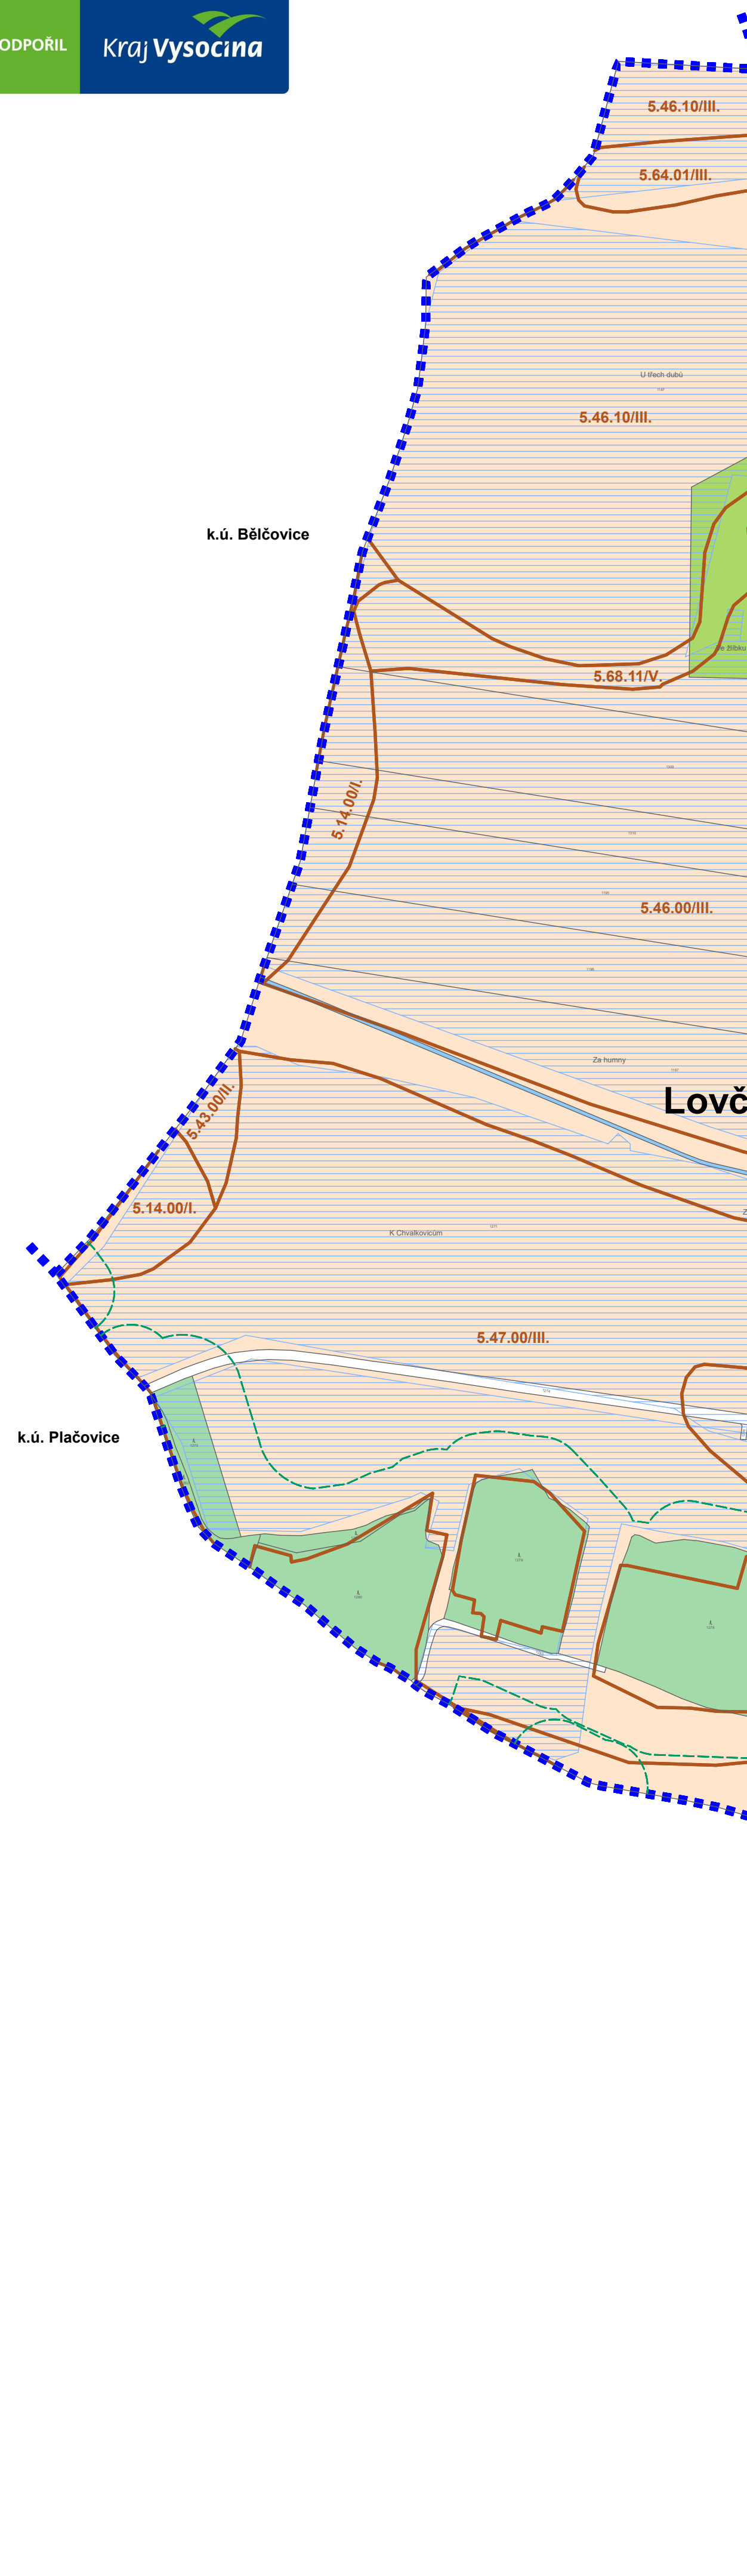 ODPOŘIL
Kraj Vysočina
5.46.10/III.
5.64.01/III.
U třech dubů
5.46.10/III.
k.ú. Bělčovice
5.68.11/V.
5.14.00/I.
5.46.00/III.
Za humny
Lovč
5.43.00/II.
5.14.00/I.
K Chvalkovicům
5.47.00/III.
k.ú. Plačovice